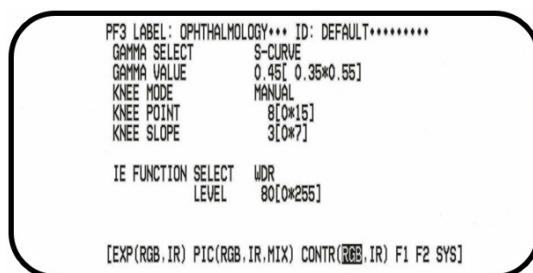 PF3 LABEL: OPHTHALMOLOGY*** ID: DEFAULT*********
GAMMA SELECT S-CURVE
GAMMA VALUE 0.45[ 0.35*0.55]
KNEE MODE MANUAL
KNEE POINT 8[0*15]
KNEE SLOPE 3[0*7]
IE FUNCTION SELECT WDR
LEVEL 80[0*255]
[EXP(RGB,IR) PIC(RGB,IR,MIX) CONTR(RGB,IR) F1 F2 SYS]